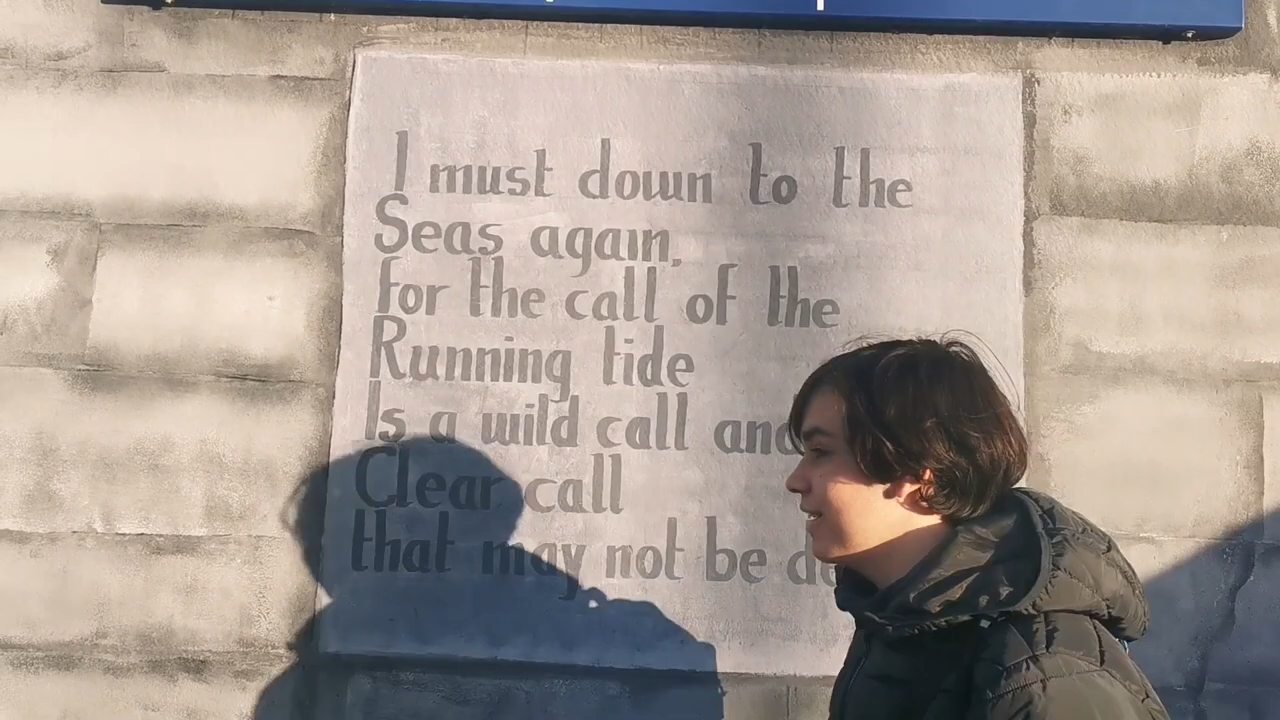 I must down to the
Seas again,
for the call of the
Running tide
Is a wild call and
Clear call
that may not be